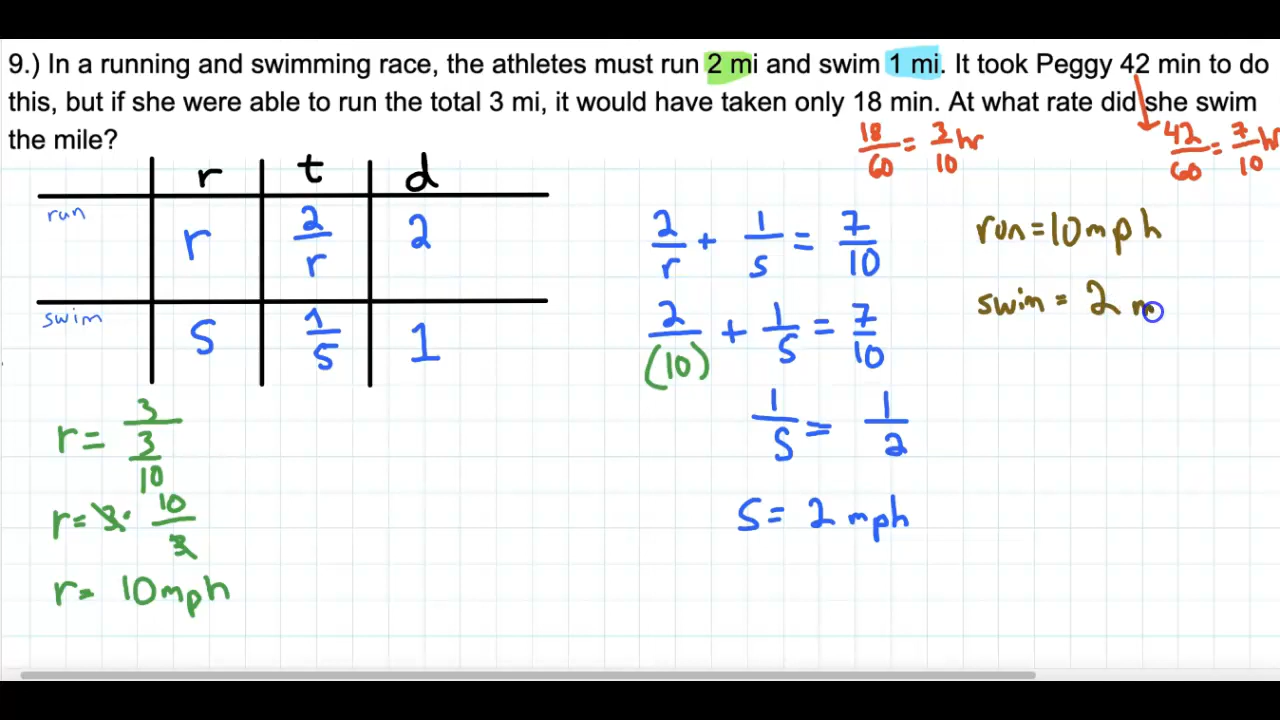 9.) In a running and swimming race, the athletes must run 2 mi and swim 1 mi. It took Peggy 42 min to do
this, but if she were able to run the total 3 mi, it would have taken only 18 min. At what rate did she swim
the mile?
18/60 = 3/10 hr
42/60 = 7/10 hr
r t d
run r 2/r 2
swim s 1/s 1
2/r + 1/s = 7/10
2/(10) + 1/s = 7/10
1/s = 1/2
s = 2 mph
run = 10mph
swim = 2 m
r = 3/(3/10)
r = 3 · 10/3
r = 10mph